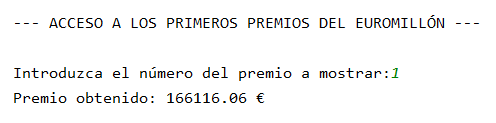 --- ACCESO A LOS PRIMEROS PREMIOS DEL EUROMILLÓN ---
Introduzca el número del premio a mostrar:1
Premio obtenido: 166116.06 €